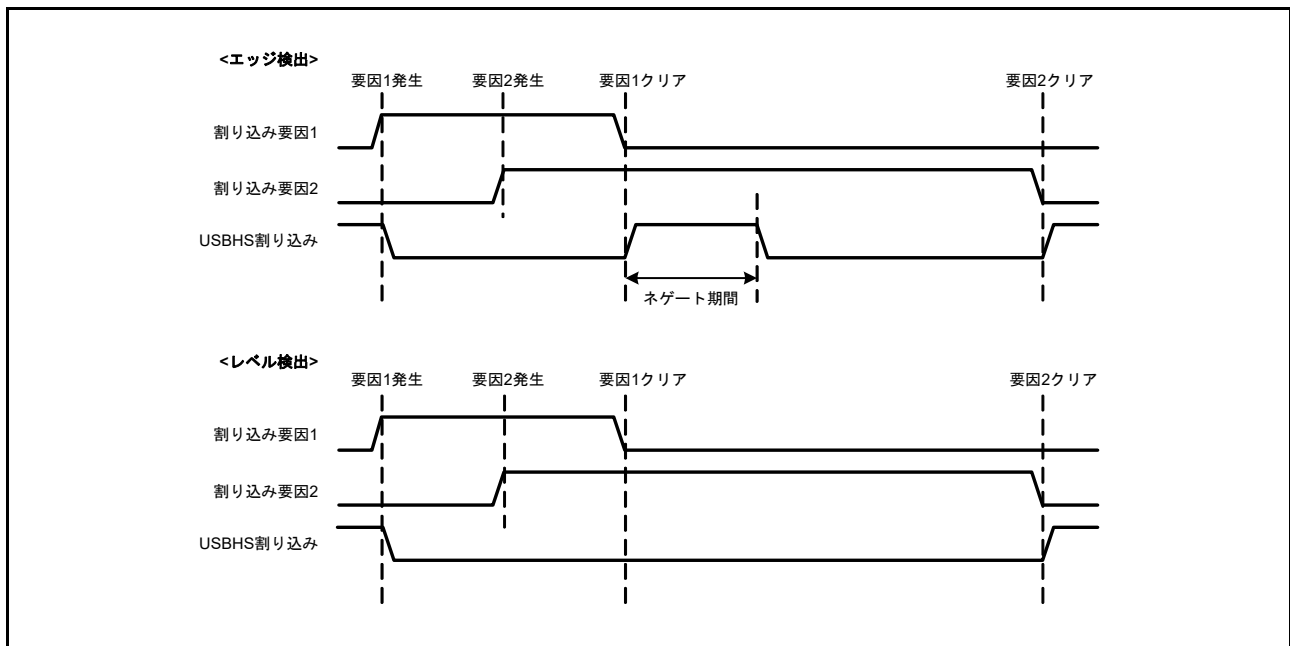 <エッジ検出>
要因1発生 要因2発生 要因1クリア 要因2クリア
割り込み要因1
割り込み要因2
USBHS割り込み
ネゲート期間
<レベル検出>
要因1発生 要因2発生 要因1クリア 要因2クリア
割り込み要因1
割り込み要因2
USBHS割り込み